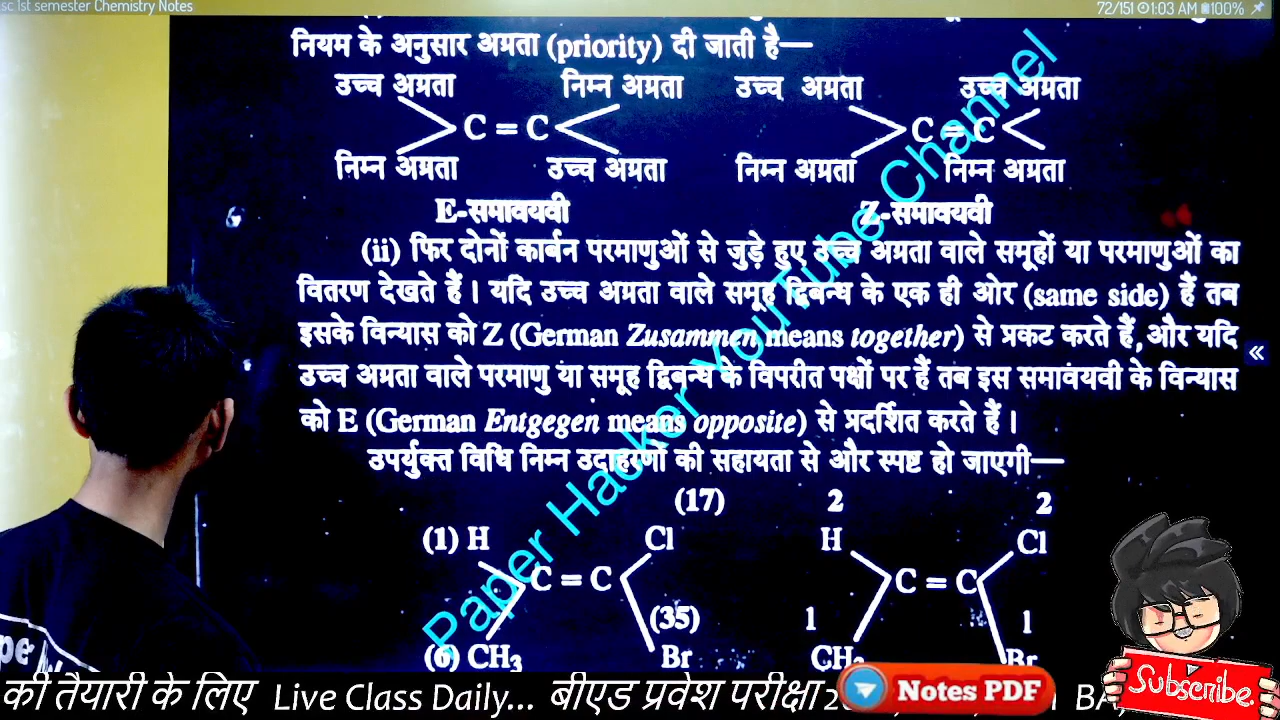 sc 1st semester Chemistry Notes
72/151 1:03 AM 100%
नियम के अनुसार अग्रता (priority) दी जाती है—
उच्च अग्रता निम्न अग्रता उच्च अग्रता उच्च अग्रता
C = C C = C
निम्न अग्रता उच्च अग्रता निम्न अग्रता निम्न अग्रता
E-समावयवी Z-समावयवी
(ii) फिर दोनों कार्बन परमाणुओं से जुड़े हुए उच्च अग्रता वाले समूहों या परमाणुओं का
वितरण देखते हैं। यदि उच्च अग्रता वाले समूह द्विबन्ध के एक ही ओर (same side) हैं तब
इसके विन्यास को Z (German Zusammen means together) से प्रकट करते हैं, और यदि
उच्च अग्रता वाले परमाणु या समूह द्विबन्ध के विपरीत पक्षों पर हैं तब इस समावयवी के विन्यास
को E (German Entgegen means opposite) से प्रदर्शित करते हैं।
उपर्युक्त विधि निम्न उदाहरणों की सहायता से और स्पष्ट हो जाएगी—
(17) 2 2
(1) H Cl H Cl
C = C C = C
(35) 1 1
(6) CH3 Br CH3 Br
Paper Hacker YouTube Channel
«
की तैयारी के लिए Live Class Daily... बीएड प्रवेश परीक्षा BA,
Notes PDF
Subscribe.